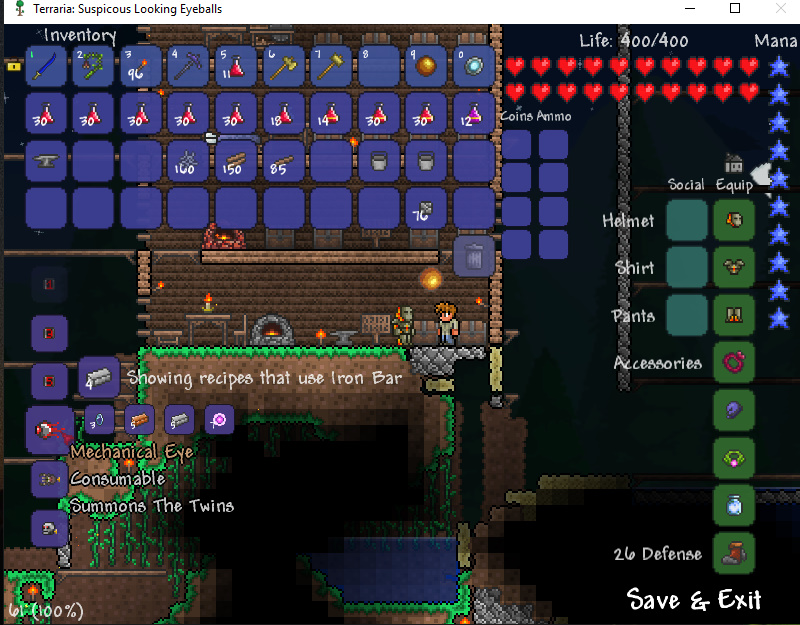 Terraria: Suspicous Looking Eyeballs
Inventory
Life: 400/400
Mana
1 2 3 4 5 6 7 8 9 0
96 11
30 30 30 30 30 18 14 30 30 12
Coins Ammo
160 150 85
Social Equip
76
Helmet
Shirt
Pants
Accessories
4 Showing recipes that use Iron Bar
3 5 5
Mechanical Eye
Consumable
Summons The Twins
26 Defense
Save & Exit
61 (100%)